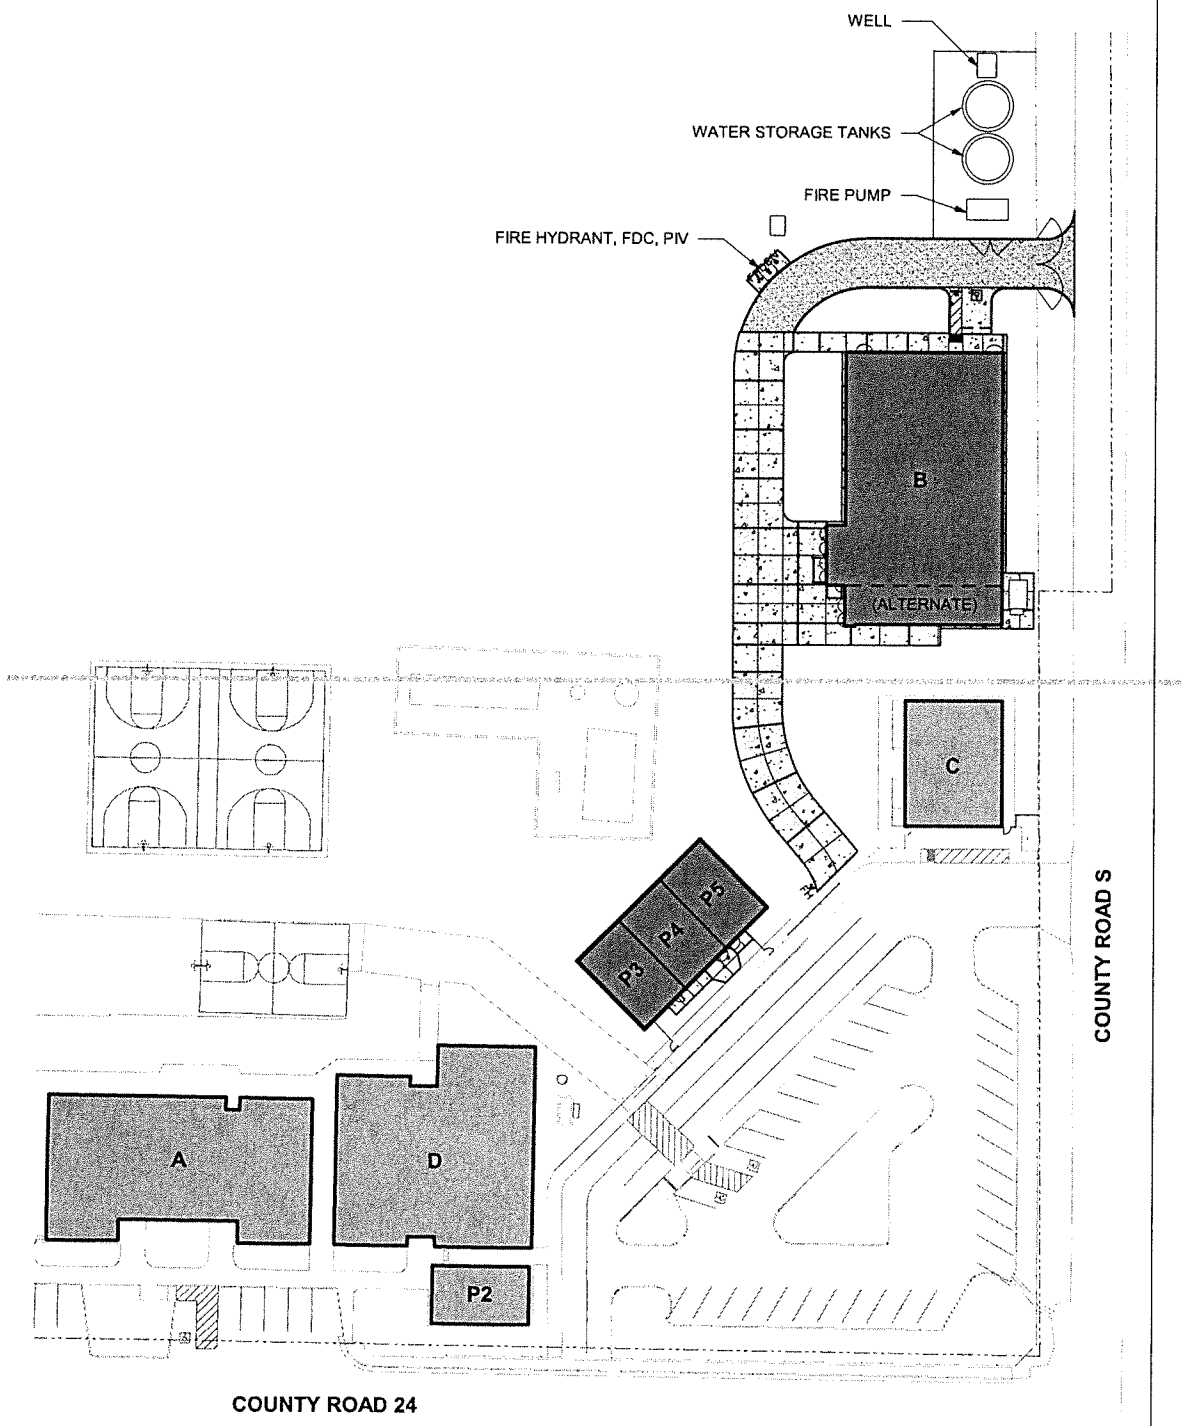 WELL
WATER STORAGE TANKS
FIRE PUMP
FIRE HYDRANT, FDC, PIV
B
(ALTERNATE)
C
P5
P4
P3
COUNTY ROAD S
A
D
P2
COUNTY ROAD 24